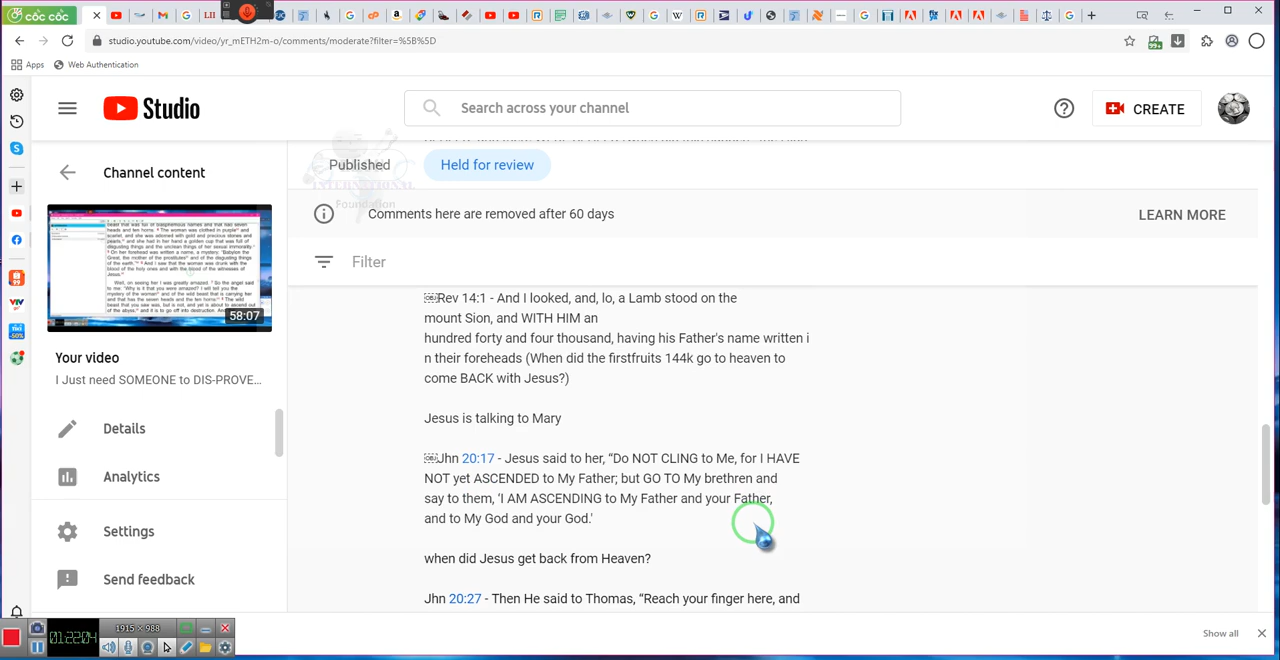 CỐC CỐC
studio.youtube.com/video/yr_mETH2m-o/comments/moderate?filter=%5B%5D
99+
Apps
Web Authentication
Studio
Search across your channel
CREATE
Channel content
58:07
Your video
I Just need SOMEONE to DIS-PROVE...
Details
Analytics
Settings
Send feedback
Published
Held for review
INTERNATIONAL
Foundation
Comments here are removed after 60 days
LEARN MORE
Filter
Rev 14:1 - And I looked, and, lo, a Lamb stood on the
mount Sion, and WITH HIM an
hundred forty and four thousand, having his Father's name written i
n their foreheads (When did the firstfruits 144k go to heaven to
come BACK with Jesus?)
Jesus is talking to Mary
Jhn 20:17 - Jesus said to her, “Do NOT CLING to Me, for I HAVE
NOT yet ASCENDED to My Father; but GO TO My brethren and
say to them, ‘I AM ASCENDING to My Father and your Father,
and to My God and your God.'
when did Jesus get back from Heaven?
Jhn 20:27 - Then He said to Thomas, “Reach your finger here, and
01:22:04
1915 x 988
Show all